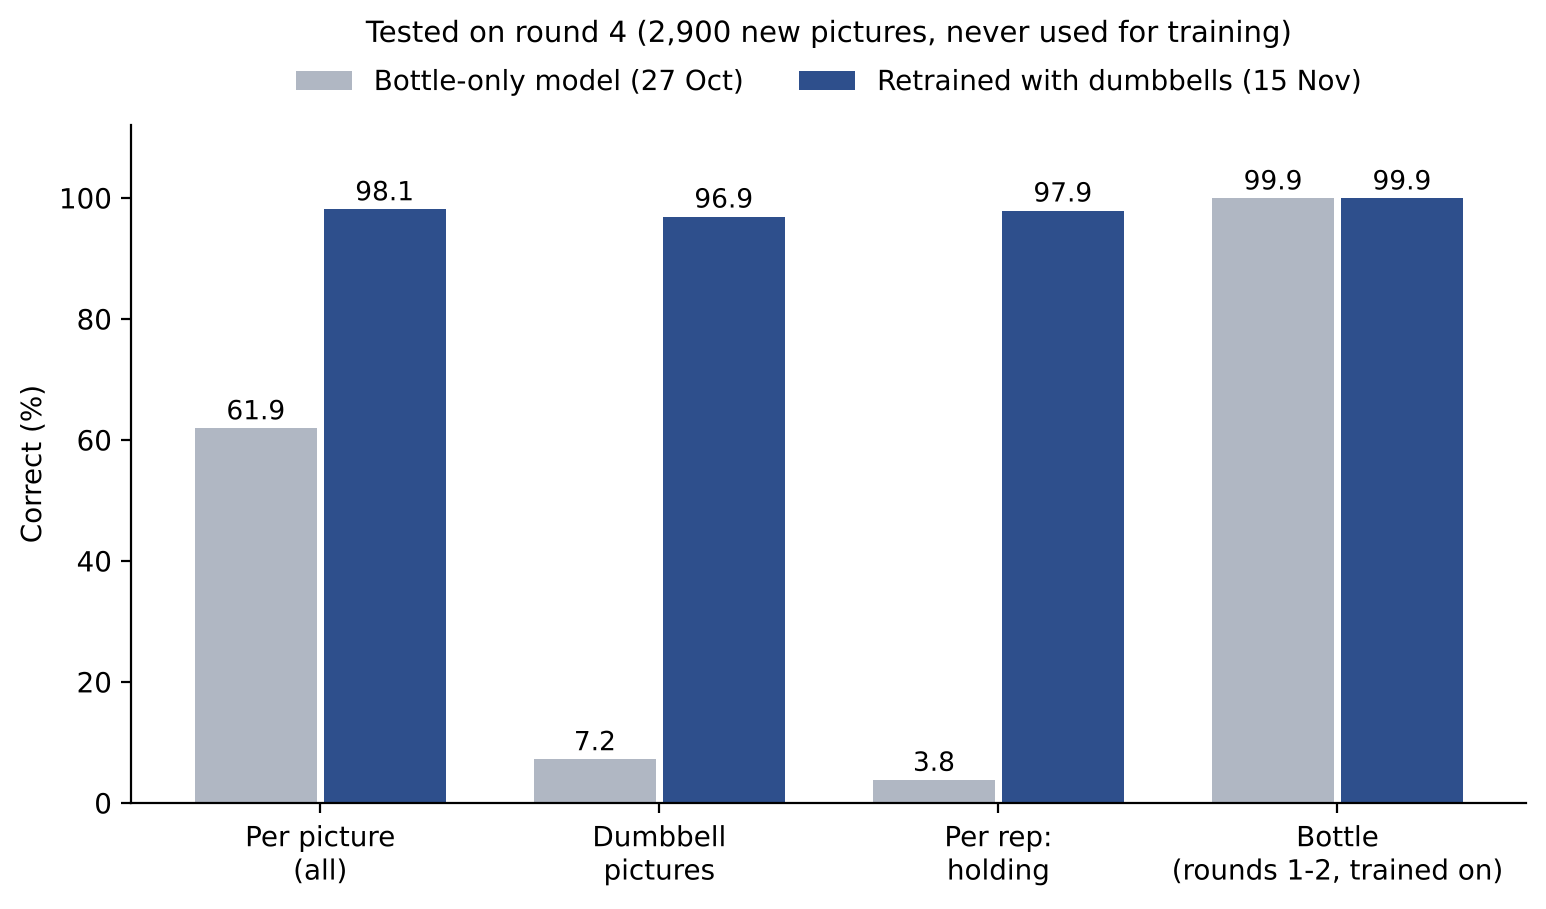 Tested on round 4 (2,900 new pictures, never used for training)
Bottle-only model (27 Oct)
Retrained with dumbbells (15 Nov)
Correct (%)
100
80
60
40
20
0
61.9
98.1
7.2
96.9
3.8
97.9
99.9
99.9
Per picture
(all)
Dumbbell
pictures
Per rep:
holding
Bottle
(rounds 1-2, trained on)